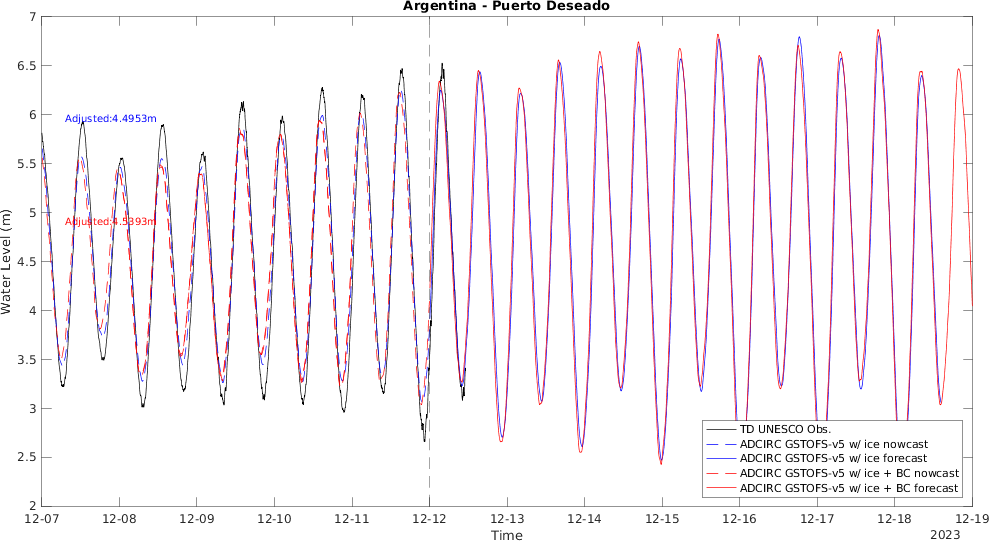 Argentina - Puerto Deseado
Water Level (m)
7
6.5
6
5.5
5
4.5
4
3.5
3
2.5
2
Adjusted:4.4953m
Adjusted:4.5393m
TD UNESCO Obs.
ADCIRC GSTOFS-v5 w/ ice nowcast
ADCIRC GSTOFS-v5 w/ ice forecast
ADCIRC GSTOFS-v5 w/ ice + BC nowcast
ADCIRC GSTOFS-v5 w/ ice + BC forecast
12-07 12-08 12-09 12-10 12-11 12-12 12-13 12-14 12-15 12-16 12-17 12-18 12-19
Time
2023